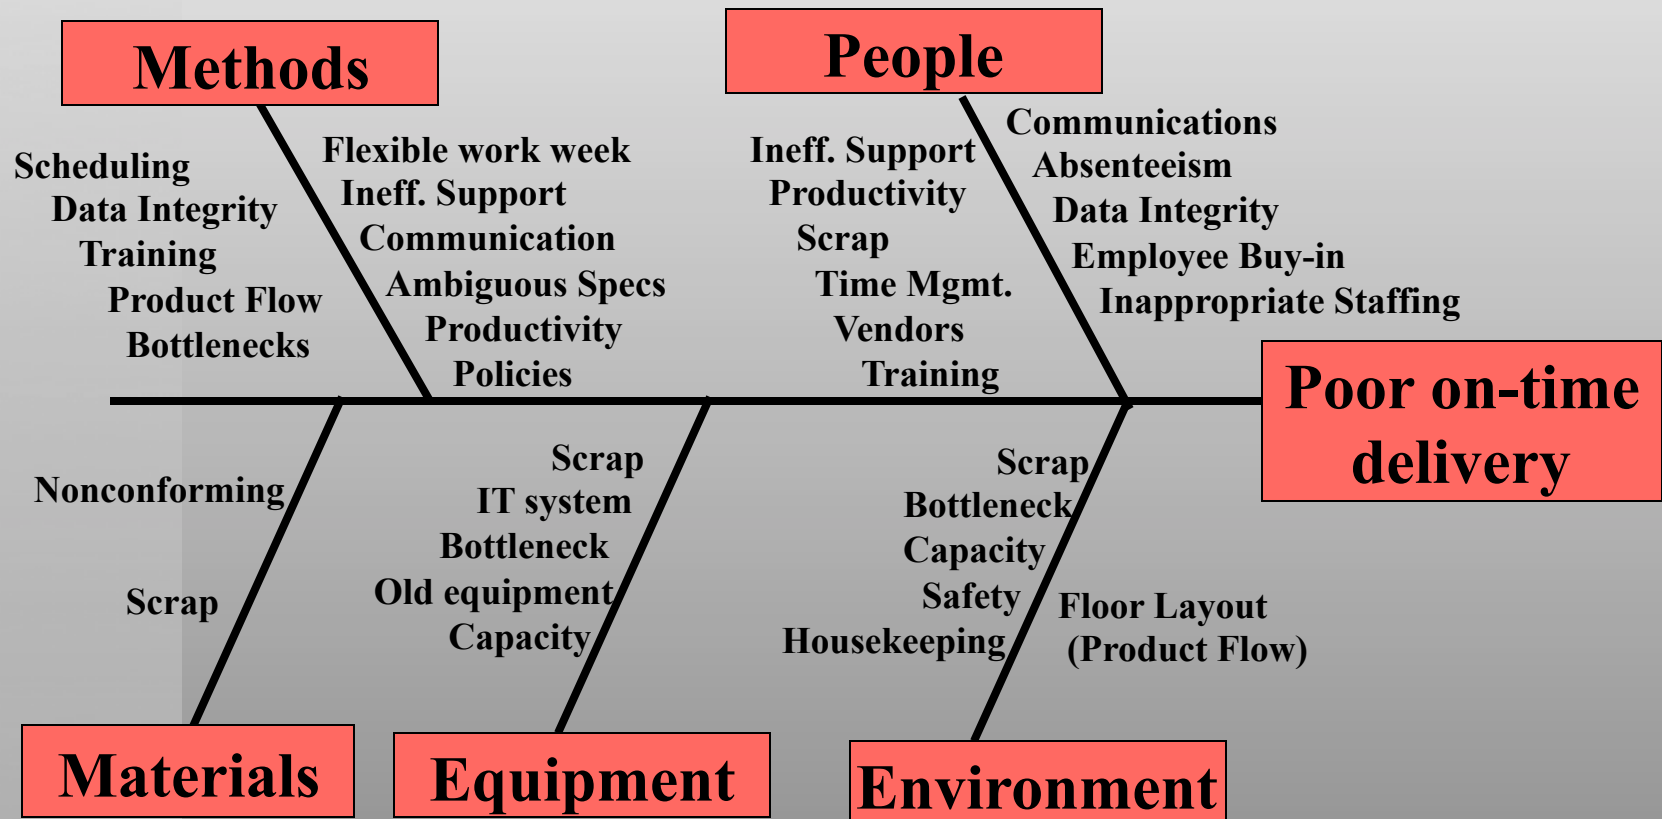 Methods
People
Scheduling
Data Integrity
Training
Product Flow
Bottlenecks
Flexible work week
Ineff. Support
Communication
Ambiguous Specs
Productivity
Policies
Ineff. Support
Productivity
Scrap
Time Mgmt.
Vendors
Training
Communications
Absenteeism
Data Integrity
Employee Buy-in
Inappropriate Staffing
Poor on-time
delivery
Nonconforming
Scrap
Scrap
IT system
Bottleneck
Old equipment
Capacity
Scrap
Bottleneck
Capacity
Safety
Housekeeping
Floor Layout
(Product Flow)
Materials
Equipment
Environment